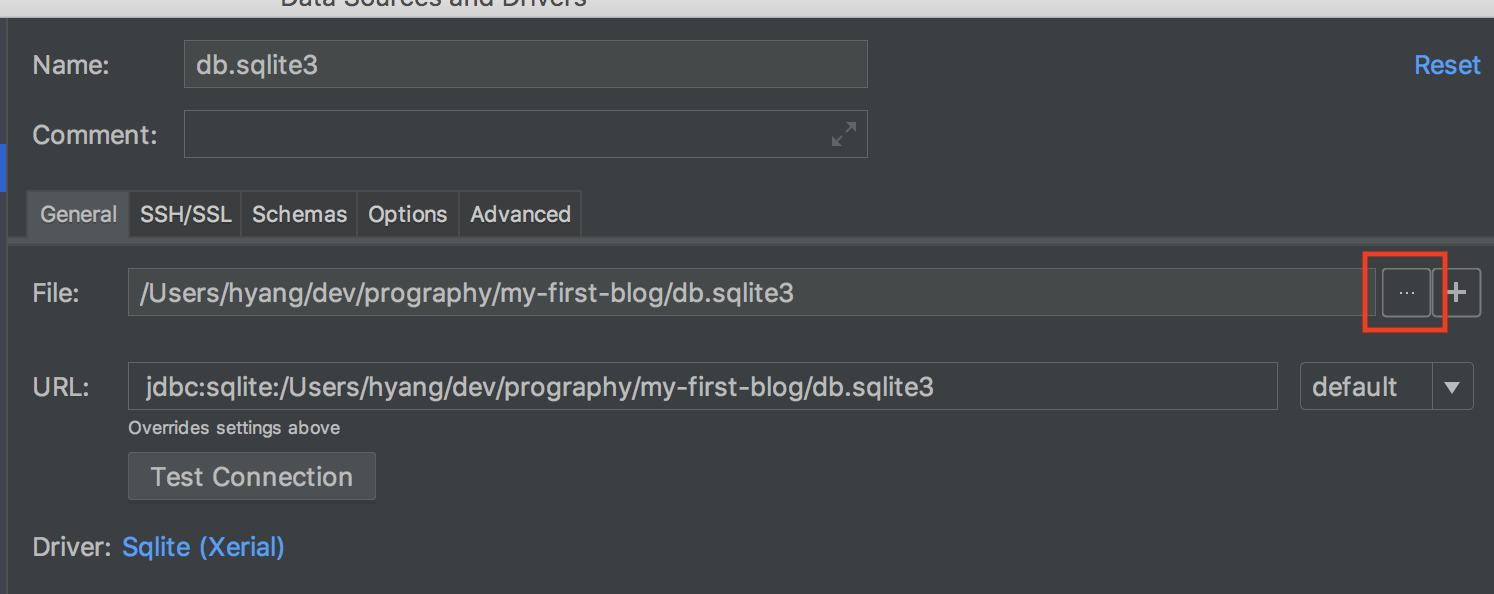 Data Sources and Drivers
Name: db.sqlite3 Reset
Comment:
General SSH/SSL Schemas Options Advanced
File: /Users/hyang/dev/prography/my-first-blog/db.sqlite3 ... +
URL: jdbc:sqlite:/Users/hyang/dev/prography/my-first-blog/db.sqlite3 default
Overrides settings above
Test Connection
Driver: Sqlite (Xerial)